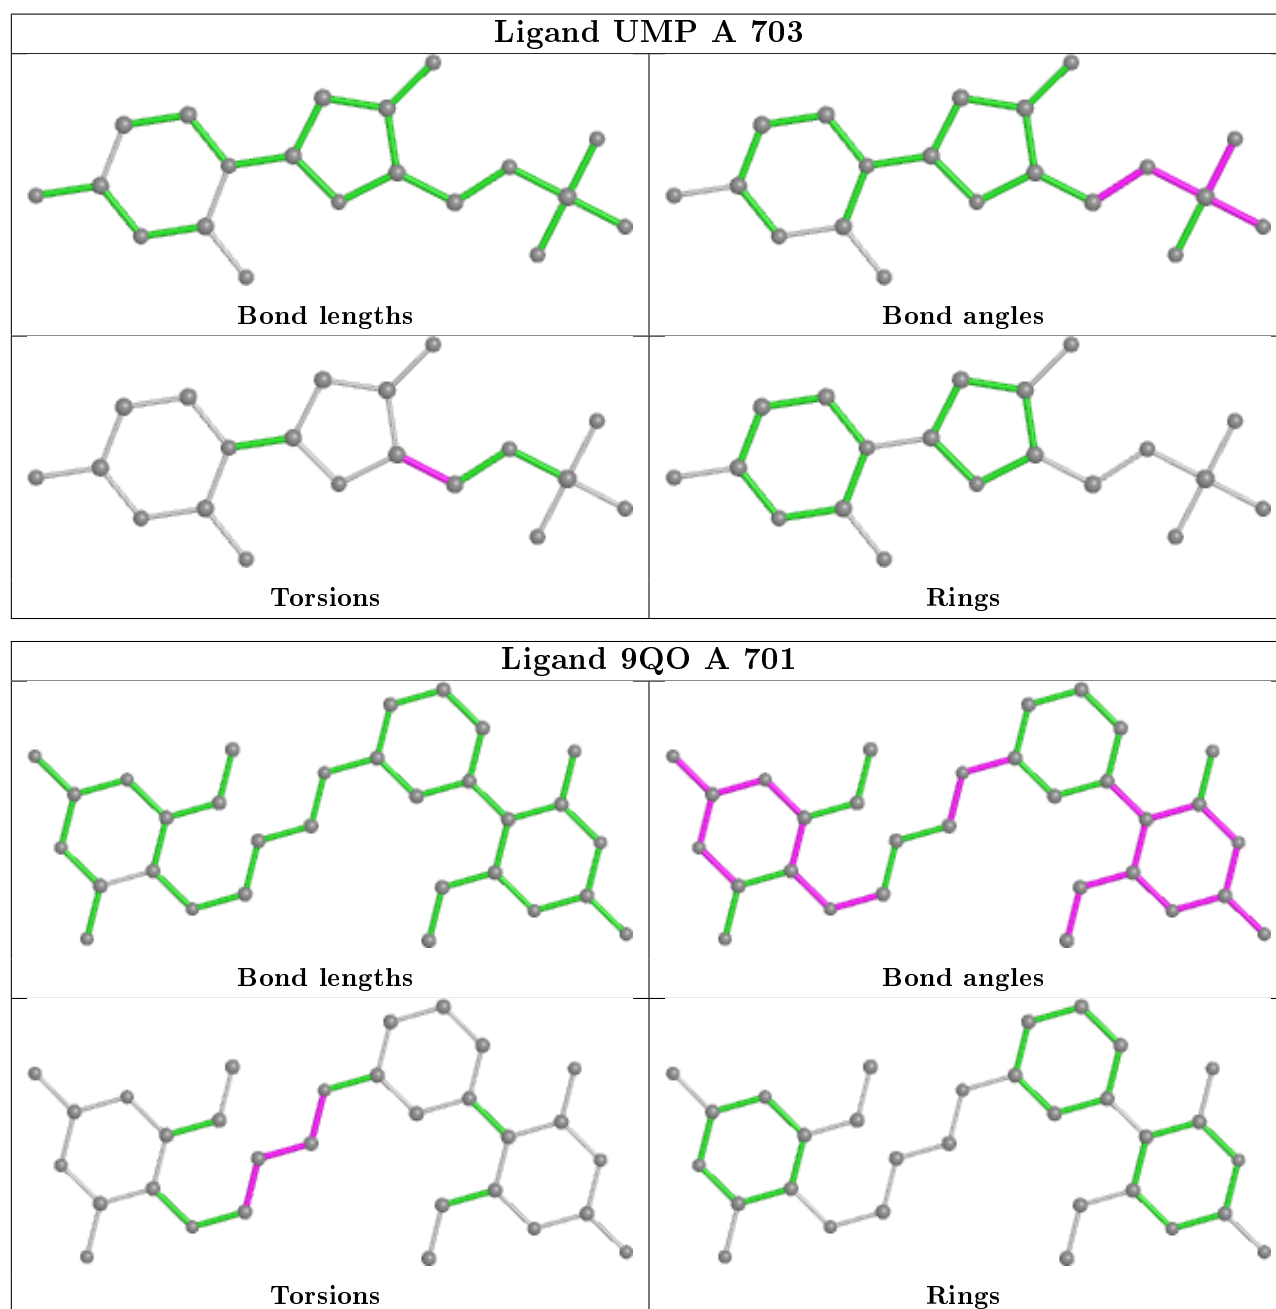 Ligand UMP A 703
Bond lengths
Bond angles
Torsions
Rings
Ligand 9QO A 701
Bond lengths
Bond angles
Torsions
Rings